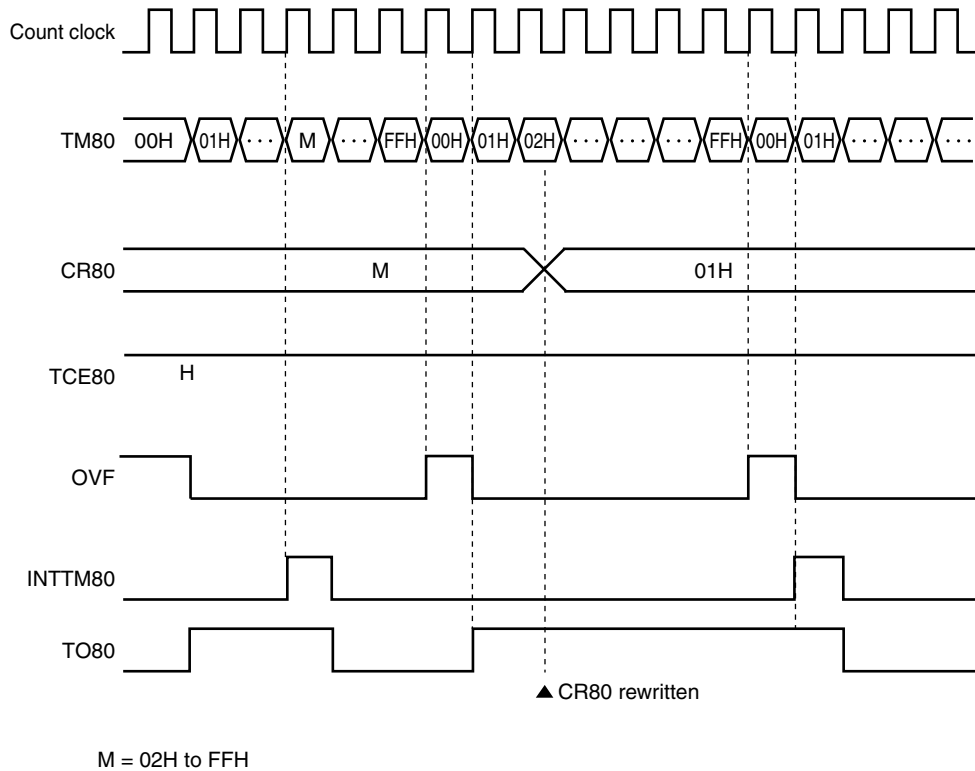 Count clock
TM80 00H 01H ··· M ··· FFH 00H 01H 02H ··· ··· ··· FFH 00H 01H ··· ··· ···
CR80 M 01H
TCE80 H
OVF
INTTM80
TO80
▲ CR80 rewritten
M = 02H to FFH